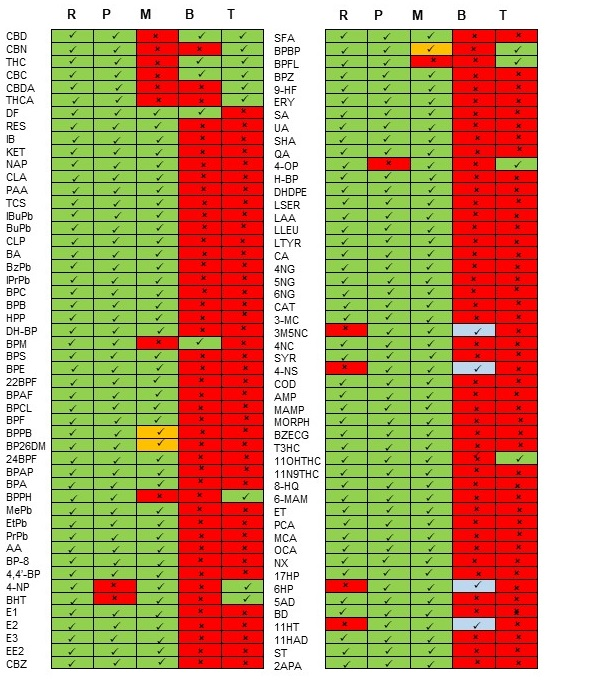 R P M B T
CBD ✓ ✓ × ✓ ✓
CBN ✓ ✓ × × ✓
THC ✓ ✓ × ✓ ✓
CBC ✓ ✓ × ✓ ✓
CBDA ✓ ✓ × × ✓
THCA ✓ ✓ × × ✓
DF ✓ ✓ ✓ ✓ ×
RES ✓ ✓ ✓ × ×
IB ✓ ✓ ✓ × ×
KET ✓ ✓ ✓ × ×
NAP ✓ ✓ ✓ × ×
CLA ✓ ✓ ✓ × ×
PAA ✓ ✓ ✓ × ×
TCS ✓ ✓ ✓ × ×
IBuPb ✓ ✓ ✓ × ×
BuPb ✓ ✓ ✓ × ×
CLP ✓ ✓ ✓ × ×
BA ✓ ✓ ✓ × ×
BzPb ✓ ✓ ✓ × ×
IPrPb ✓ ✓ ✓ × ×
BPC ✓ ✓ ✓ × ×
BPB ✓ ✓ ✓ × ×
HPP ✓ ✓ ✓ × ×
DH-BP ✓ ✓ ✓ × ×
BPM ✓ ✓ × ✓ ×
BPS ✓ ✓ ✓ × ×
BPE ✓ ✓ ✓ × ×
22BPF ✓ ✓ ✓ × ×
BPAF ✓ ✓ ✓ × ×
BPCL ✓ ✓ ✓ × ×
BPF ✓ ✓ ✓ × ×
BPPB ✓ ✓ ✓ × ×
BP26DM ✓ ✓ ✓ × ×
24BPF ✓ ✓ ✓ × ×
BPAP ✓ ✓ ✓ × ×
BPA ✓ ✓ ✓ × ×
BPPH ✓ ✓ × × ✓
MePb ✓ ✓ ✓ × ×
EtPb ✓ ✓ ✓ × ×
PrPb ✓ ✓ ✓ × ×
AA ✓ ✓ ✓ × ×
BP-8 ✓ ✓ ✓ × ×
4,4'-BP ✓ ✓ ✓ × ×
4-NP ✓ × ✓ × ✓
BHT ✓ × ✓ × ✓
E1 ✓ ✓ ✓ × ×
E2 ✓ ✓ ✓ × ×
E3 ✓ ✓ ✓ × ×
EE2 ✓ ✓ ✓ × ×
CBZ ✓ ✓ ✓ × ×
R P M B T
SFA ✓ ✓ ✓ × ×
BPBP ✓ ✓ ✓ × ✓
BPFL ✓ ✓ × × ✓
BPZ ✓ ✓ ✓ × ×
9-HF ✓ ✓ ✓ × ×
ERY ✓ ✓ ✓ × ×
SA ✓ ✓ ✓ × ×
UA ✓ ✓ ✓ × ×
SHA ✓ ✓ ✓ × ×
QA ✓ ✓ ✓ × ×
4-OP ✓ × ✓ × ✓
H-BP ✓ ✓ ✓ × ×
DHDPE ✓ ✓ ✓ × ×
LSER ✓ ✓ ✓ × ×
LAA ✓ ✓ ✓ × ×
LLEU ✓ ✓ ✓ × ×
LTYR ✓ ✓ ✓ × ×
CA ✓ ✓ ✓ × ×
4NG ✓ ✓ ✓ × ×
5NG ✓ ✓ ✓ × ×
6NG ✓ ✓ ✓ × ×
CAT ✓ ✓ ✓ × ×
3-MC ✓ ✓ ✓ × ×
3M5NC × ✓ ✓ ✓ ×
4NC ✓ ✓ ✓ × ×
SYR ✓ ✓ ✓ × ×
4-NS × ✓ ✓ ✓ ×
COD ✓ ✓ ✓ × ×
AMP ✓ ✓ ✓ × ×
MAMP ✓ ✓ ✓ × ×
MORPH ✓ ✓ ✓ × ×
BZECG ✓ ✓ ✓ × ×
T3HC ✓ ✓ ✓ × ×
11OHTHC ✓ ✓ ✓ × ✓
11N9THC ✓ ✓ ✓ × ×
8-HQ ✓ ✓ ✓ × ×
6-MAM ✓ ✓ ✓ × ×
ET ✓ ✓ ✓ × ×
PCA ✓ ✓ ✓ × ×
MCA ✓ ✓ ✓ × ×
OCA ✓ ✓ ✓ × ×
NX ✓ ✓ ✓ × ×
17HP ✓ ✓ ✓ × ×
6HP × ✓ ✓ ✓ ×
5AD ✓ ✓ ✓ × ×
BD ✓ ✓ ✓ × ×
11HT × ✓ ✓ ✓ ×
11HAD ✓ ✓ ✓ × ×
ST ✓ ✓ ✓ × ×
2APA ✓ ✓ ✓ × ×